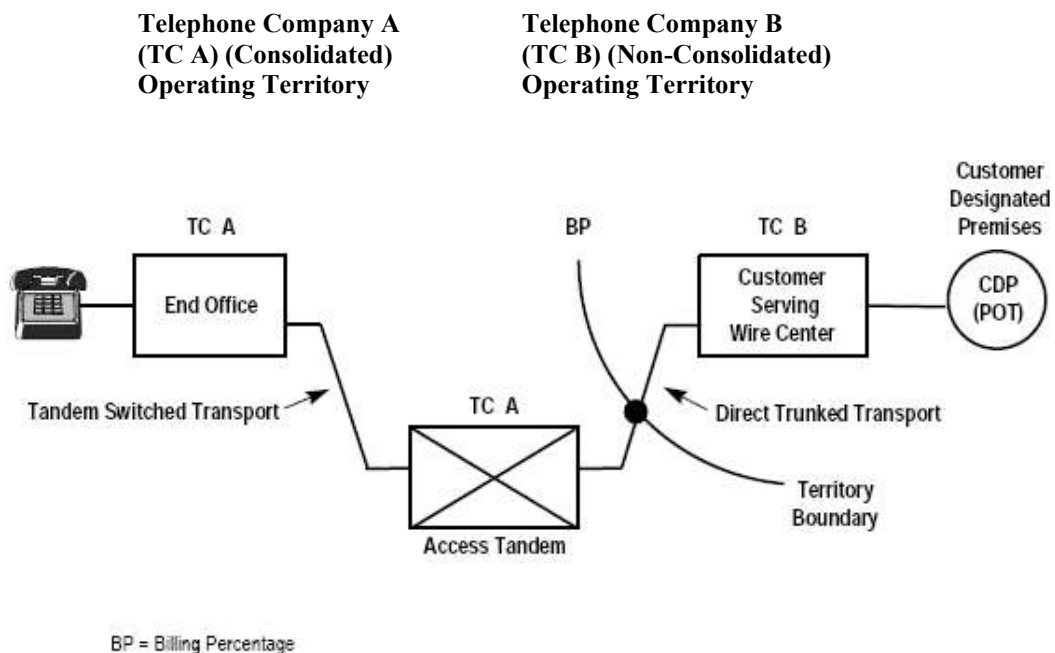 Telephone Company A
(TC A) (Consolidated)
Operating Territory
Telephone Company B
(TC B) (Non-Consolidated)
Operating Territory
TC A
End Office
Tandem Switched Transport
TC A
Access Tandem
BP
TC B
Customer
Serving
Wire Center
Direct Trunked Transport
Territory
Boundary
Customer
Designated
Premises
CDP
(POT)
BP = Billing Percentage